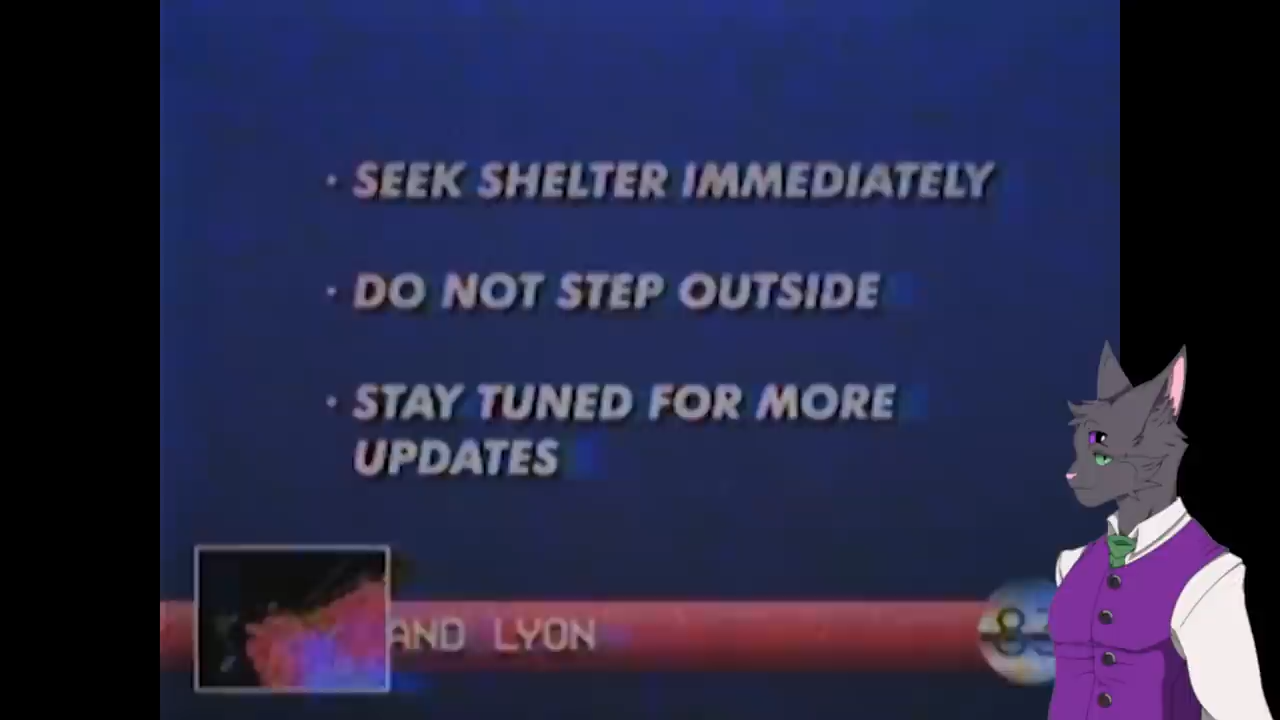 · SEEK SHELTER IMMEDIATELY
· DO NOT STEP OUTSIDE
· STAY TUNED FOR MORE
UPDATES
AND LYON